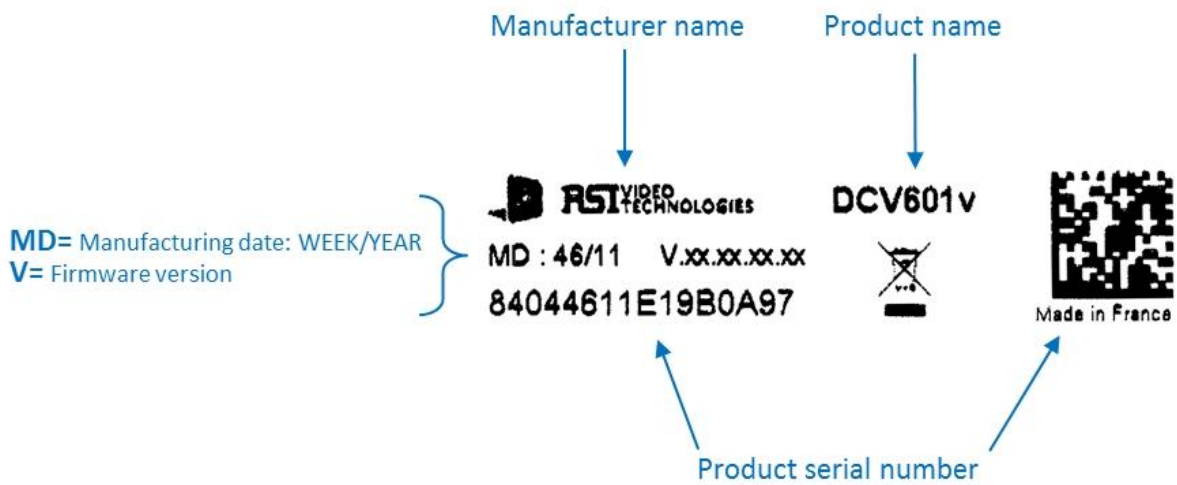 Manufacturer name
Product name
RSI VIDEO TECHNOLOGIES
DCV601v
MD= Manufacturing date: WEEK/YEAR
V= Firmware version
MD : 46/11 V.xx.xx.xx.xx
84044611E19B0A97
Made in France
Product serial number